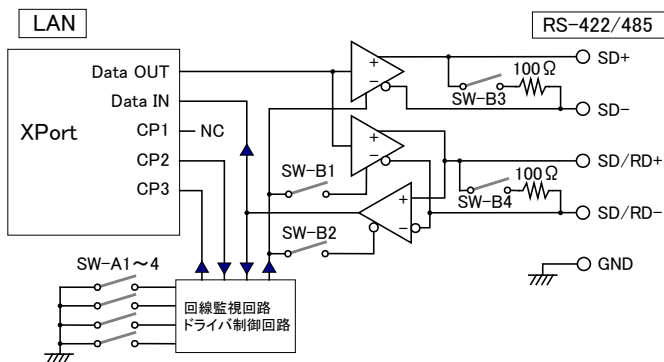 LAN
RS-422/485
XPort
Data OUT
Data IN
CP1
NC
CP2
CP3
+
−
SW-B3
100Ω
SD+
SD-
+
−
SW-B1
SW-B2
+
−
SW-B4
100Ω
SD/RD+
SD/RD-
GND
SW-A1～4
回線監視回路
ドライバ制御回路